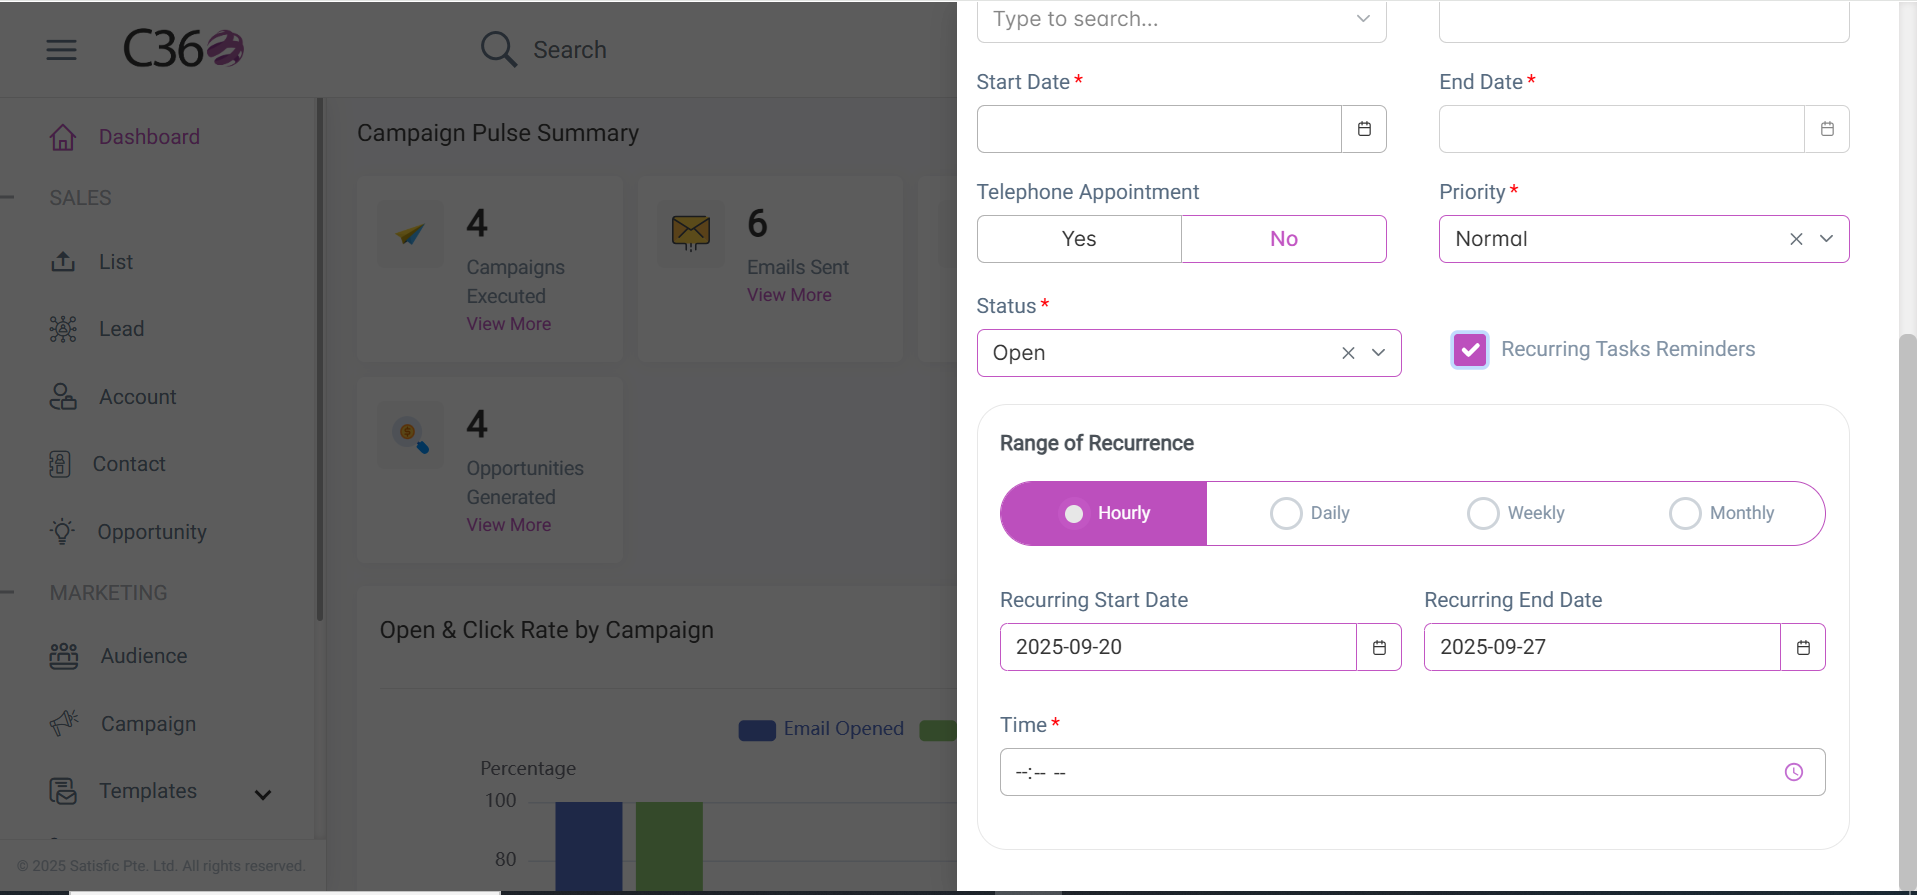 C36
Search
Dashboard
SALES
List
Lead
Account
Contact
Opportunity
MARKETING
Audience
Campaign
Templates
© 2025 Satisfic Pte. Ltd. All rights reserved.
Campaign Pulse Summary
4
Campaigns
Executed
View More
6
Emails Sent
View More
4
Opportunities
Generated
View More
Open & Click Rate by Campaign
Email Opened
Percentage
100
80
Type to search...
Start Date *
End Date *
Telephone Appointment
Yes
No
Priority *
Normal
Status *
Open
Recurring Tasks Reminders
Range of Recurrence
Hourly
Daily
Weekly
Monthly
Recurring Start Date
2025-09-20
Recurring End Date
2025-09-27
Time *
--:-- --